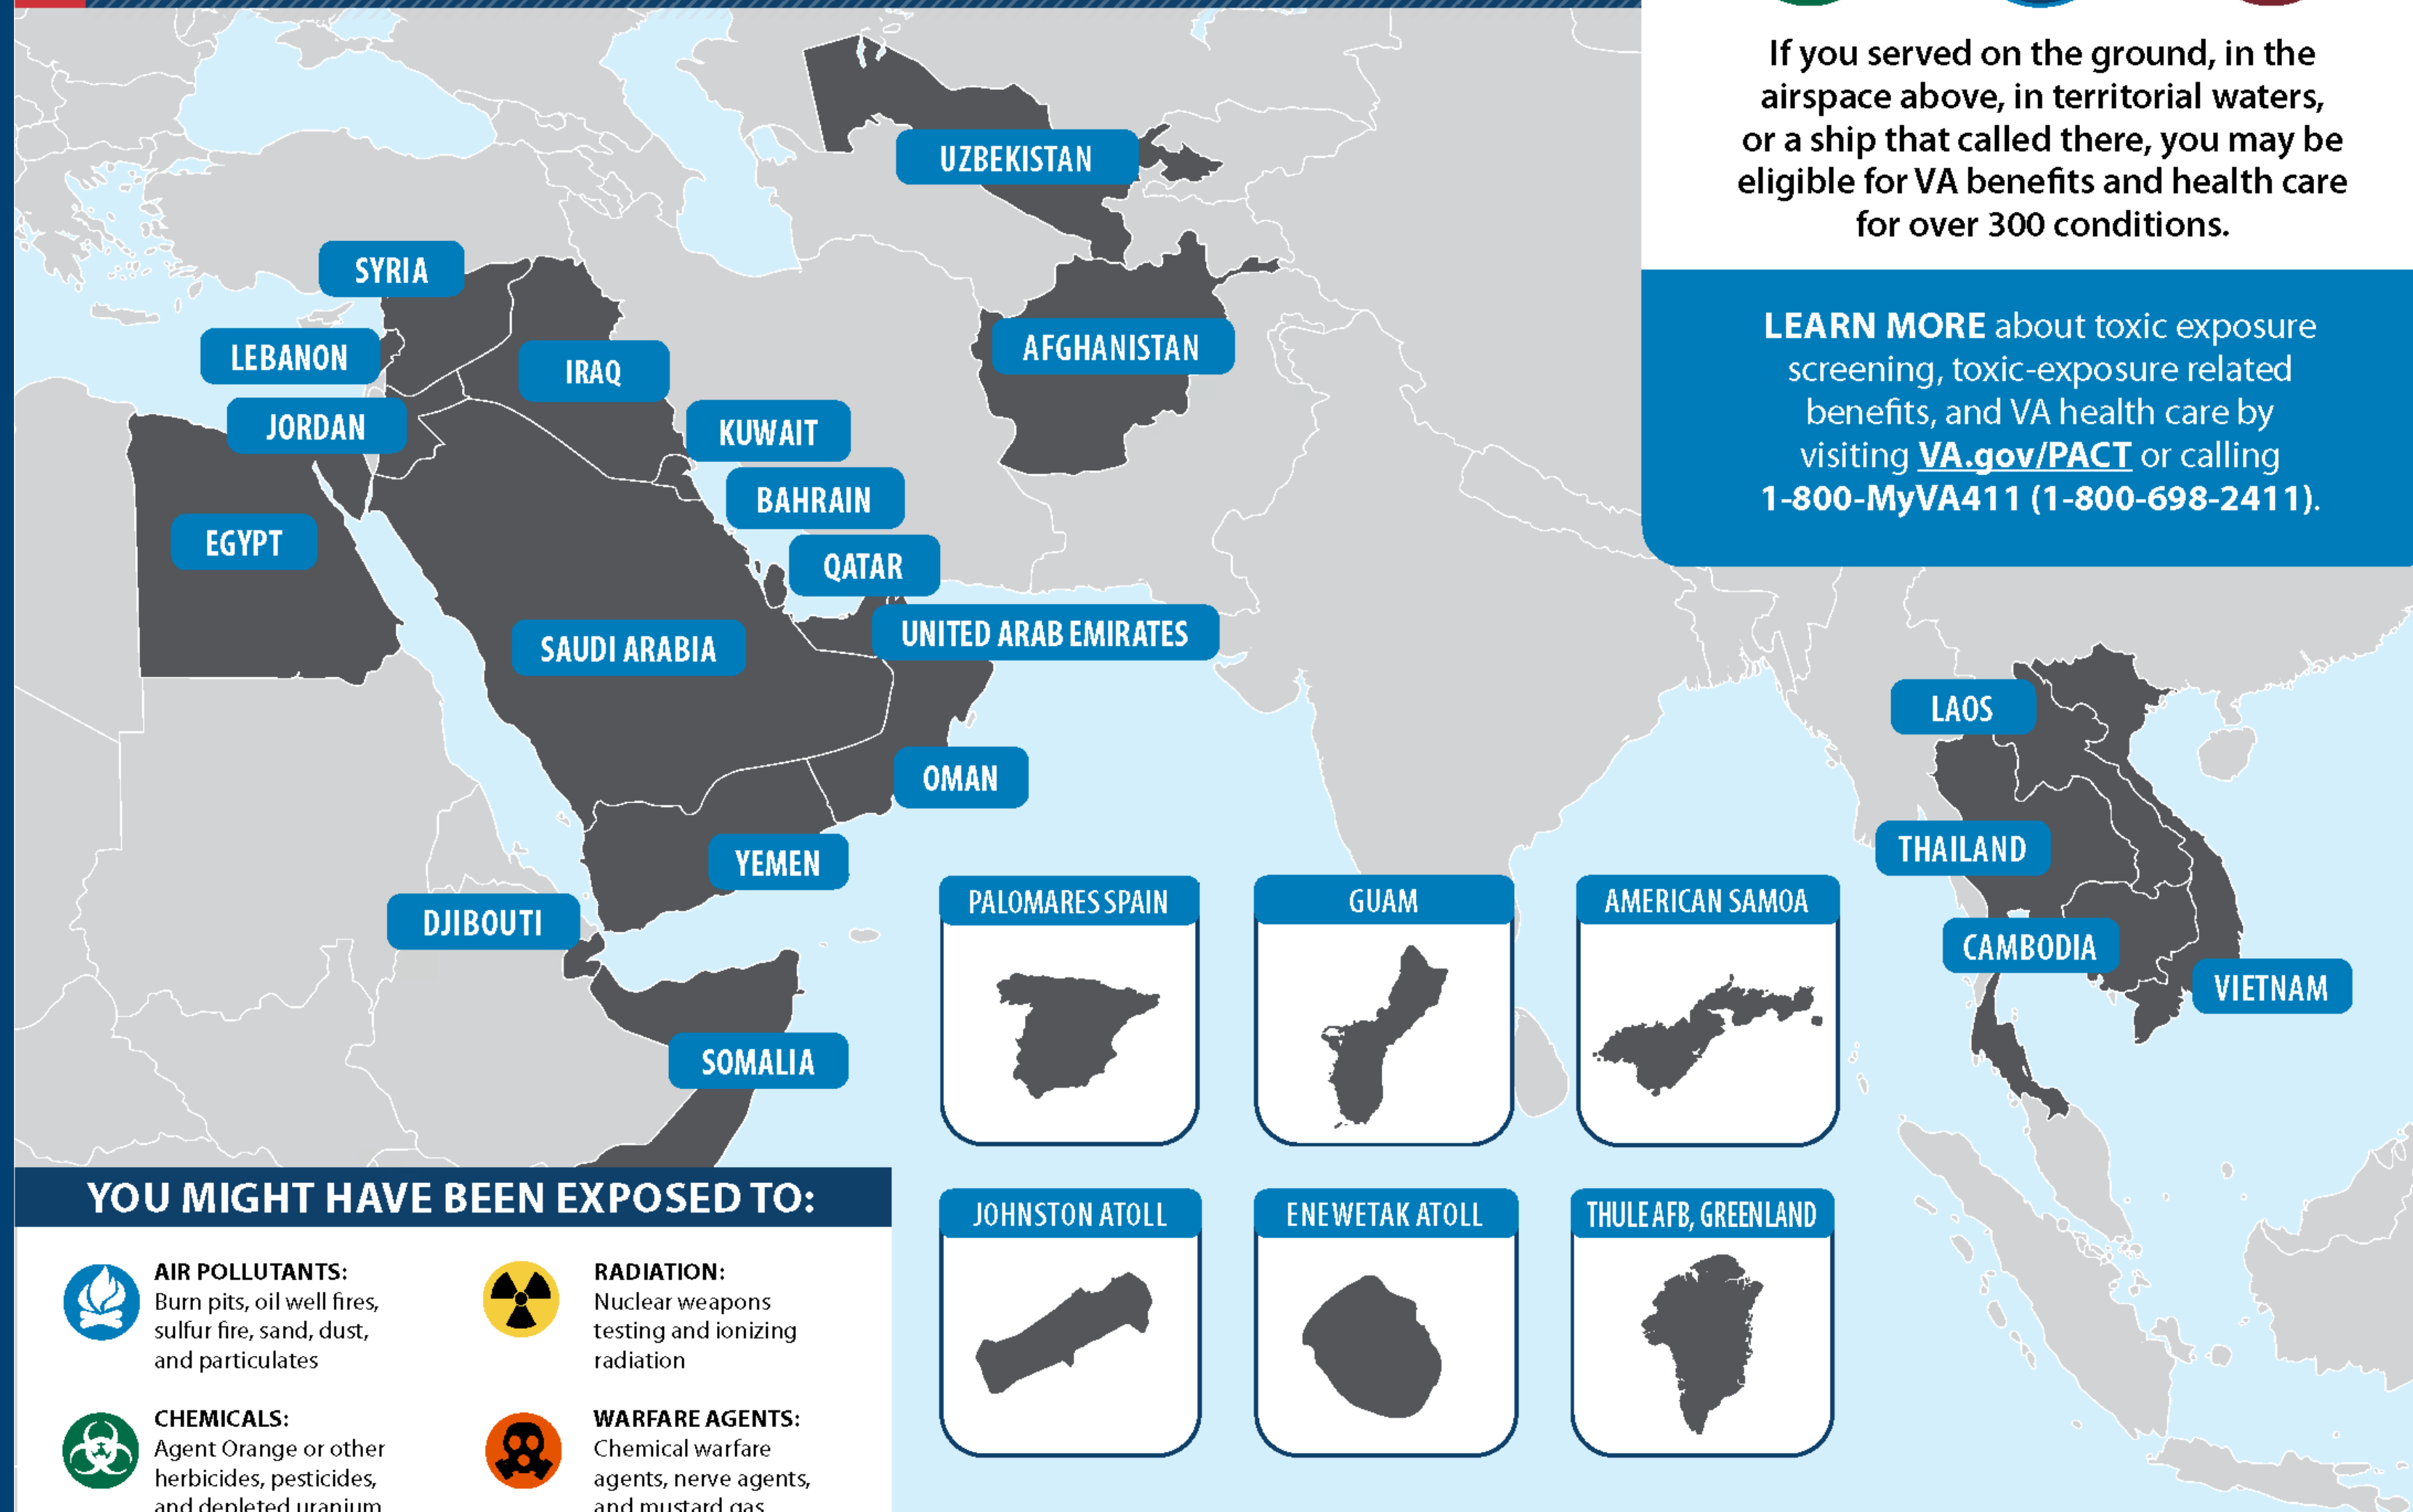 If you served on the ground, in the
airspace above, in territorial waters,
or a ship that called there, you may be
eligible for VA benefits and health care
for over 300 conditions.
LEARN MORE about toxic exposure
screening, toxic-exposure related
benefits, and VA health care by
visiting VA.gov/PACT or calling
1-800-MyVA411 (1-800-698-2411).
UZBEKISTAN
SYRIA
LEBANON
IRAQ
AFGHANISTAN
JORDAN
KUWAIT
BAHRAIN
EGYPT
QATAR
SAUDI ARABIA
UNITED ARAB EMIRATES
LAOS
OMAN
THAILAND
YEMEN
DJIBOUTI
CAMBODIA
VIETNAM
SOMALIA
PALOMARES SPAIN
GUAM
AMERICAN SAMOA
JOHNSTON ATOLL
ENEWETAK ATOLL
THULE AFB, GREENLAND
YOU MIGHT HAVE BEEN EXPOSED TO:
AIR POLLUTANTS:
Burn pits, oil well fires,
sulfur fire, sand, dust,
and particulates
RADIATION:
Nuclear weapons
testing and ionizing
radiation
CHEMICALS:
Agent Orange or other
herbicides, pesticides,
and depleted uranium
WARFARE AGENTS:
Chemical warfare
agents, nerve agents,
and mustard gas